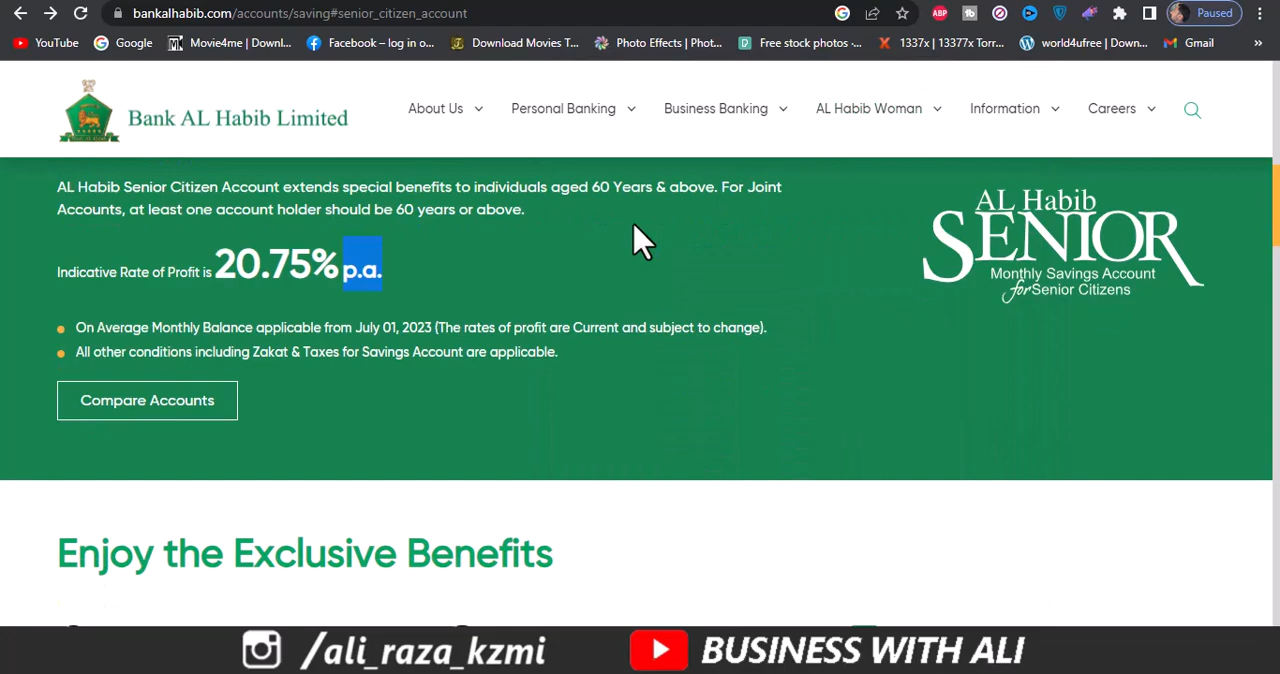 bankalhabib.com/accounts/saving#senior_citizen_account
ABP
Paused
YouTube
Google
Movie4me | Downl...
Facebook – log in o...
Download Movies T...
Photo Effects | Phot...
Free stock photos -...
1337x | 13377x Torr...
world4ufree | Down...
Gmail
»
Bank AL Habib Limited
About Us
Personal Banking
Business Banking
AL Habib Woman
Information
Careers
AL Habib Senior Citizen Account extends special benefits to individuals aged 60 Years & above. For Joint
Accounts, at least one account holder should be 60 years or above.
Indicative Rate of Profit is 20.75% p.a.
On Average Monthly Balance applicable from July 01, 2023 (The rates of profit are Current and subject to change).
All other conditions including Zakat & Taxes for Savings Account are applicable.
Compare Accounts
AL Habib
SENIOR
Monthly Savings Account
for Senior Citizens
Enjoy the Exclusive Benefits
/ali_raza_kzmi
BUSINESS WITH ALI